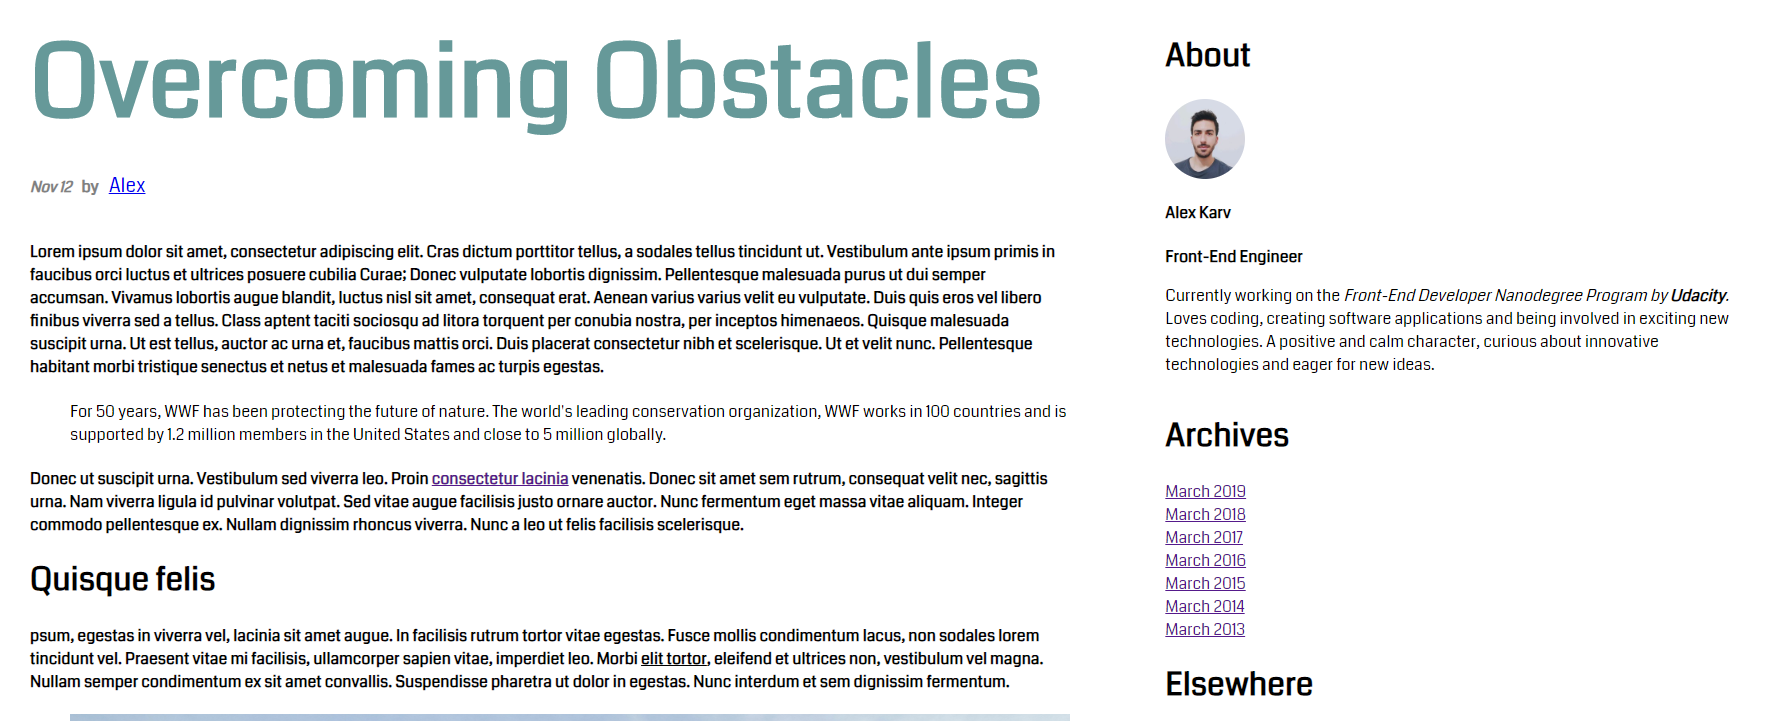 Overcoming Obstacles
Nov 12 by Alex
Lorem ipsum dolor sit amet, consectetur adipiscing elit. Cras dictum porttitor tellus, a sodales tellus tincidunt ut. Vestibulum ante ipsum primis in
faucibus orci luctus et ultrices posuere cubilia Curae; Donec vulputate lobortis dignissim. Pellentesque malesuada purus ut dui semper
accumsan. Vivamus lobortis augue blandit, luctus nisl sit amet, consequat erat. Aenean varius varius velit eu vulputate. Duis quis eros vel libero
finibus viverra sed a tellus. Class aptent taciti sociosqu ad litora torquent per conubia nostra, per inceptos himenaeos. Quisque malesuada
suscipit urna. Ut est tellus, auctor ac urna et, faucibus mattis orci. Duis placerat consectetur nibh et scelerisque. Ut et velit nunc. Pellentesque
habitant morbi tristique senectus et netus et malesuada fames ac turpis egestas.
For 50 years, WWF has been protecting the future of nature. The world's leading conservation organization, WWF works in 100 countries and is
supported by 1.2 million members in the United States and close to 5 million globally.
Donec ut suscipit urna. Vestibulum sed viverra leo. Proin consectetur lacinia venenatis. Donec sit amet sem rutrum, consequat velit nec, sagittis
urna. Nam viverra ligula id pulvinar volutpat. Sed vitae augue facilisis justo ornare auctor. Nunc fermentum eget massa vitae aliquam. Integer
commodo pellentesque ex. Nullam dignissim rhoncus viverra. Nunc a leo ut felis facilisis scelerisque.
Quisque felis
psum, egestas in viverra vel, lacinia sit amet augue. In facilisis rutrum tortor vitae egestas. Fusce mollis condimentum lacus, non sodales lorem
tincidunt vel. Praesent vitae mi facilisis, ullamcorper sapien vitae, imperdiet leo. Morbi elit tortor, eleifend et ultrices non, vestibulum vel magna.
Nullam semper condimentum ex sit amet convallis. Suspendisse pharetra ut dolor in egestas. Nunc interdum et sem dignissim fermentum.
About
Alex Karv
Front-End Engineer
Currently working on the Front-End Developer Nanodegree Program by Udacity.
Loves coding, creating software applications and being involved in exciting new
technologies. A positive and calm character, curious about innovative
technologies and eager for new ideas.
Archives
March 2019
March 2018
March 2017
March 2016
March 2015
March 2014
March 2013
Elsewhere